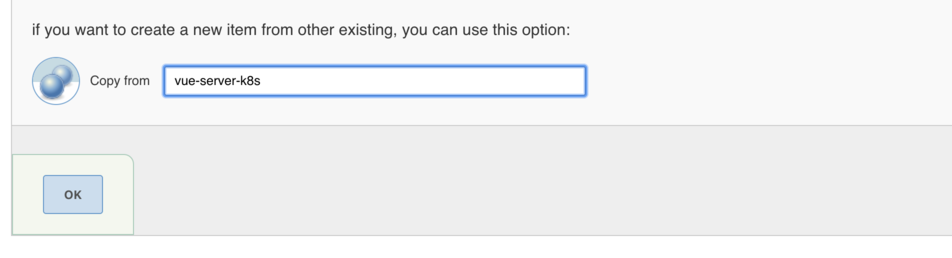 if you want to create a new item from other existing, you can use this option:
Copy from vue-server-k8s
OK